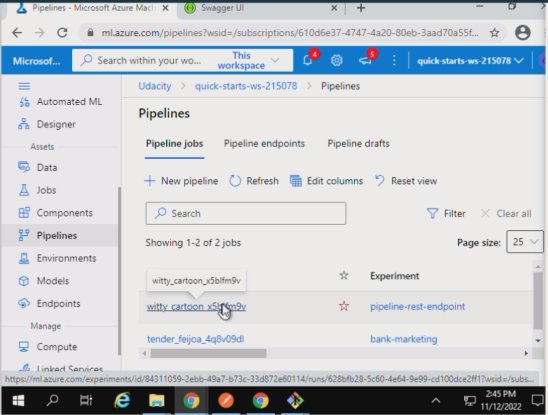 Pipelines - Microsoft Azure Mac
Swagger UI
ml.azure.com/pipelines?wsid=/subscriptions/610d6e37-4747-4a20-80eb-3aad70a55f...
Microsof...
Search within your wo...
This workspace
4
5
quick-starts-ws-215078
Udacity > quick-starts-ws-215078 > Pipelines
Automated ML
Designer
Assets
Data
Jobs
Components
Pipelines
Environments
Models
Endpoints
Manage
Compute
Linked Services
Pipelines
Pipeline jobs
Pipeline endpoints
Pipeline drafts
+ New pipeline
Refresh
Edit columns
Reset view
Search
Filter
Clear all
Showing 1-2 of 2 jobs
Page size:
25
witty_cartoon_x5blfm9v
Experiment
witty_cartoon_x5blfm9v
pipeline-rest-endpoint
tender_feijoa_4q8v09dl
bank-marketing
https://ml.azure.com/experiments/id/84311059-2ebb-49a7-b73c-33d872e60114/runs/628bfb28-5c60-4e64-9e99-cd100dce2ff1?wsid=/subs...
2:45 PM
11/12/2022